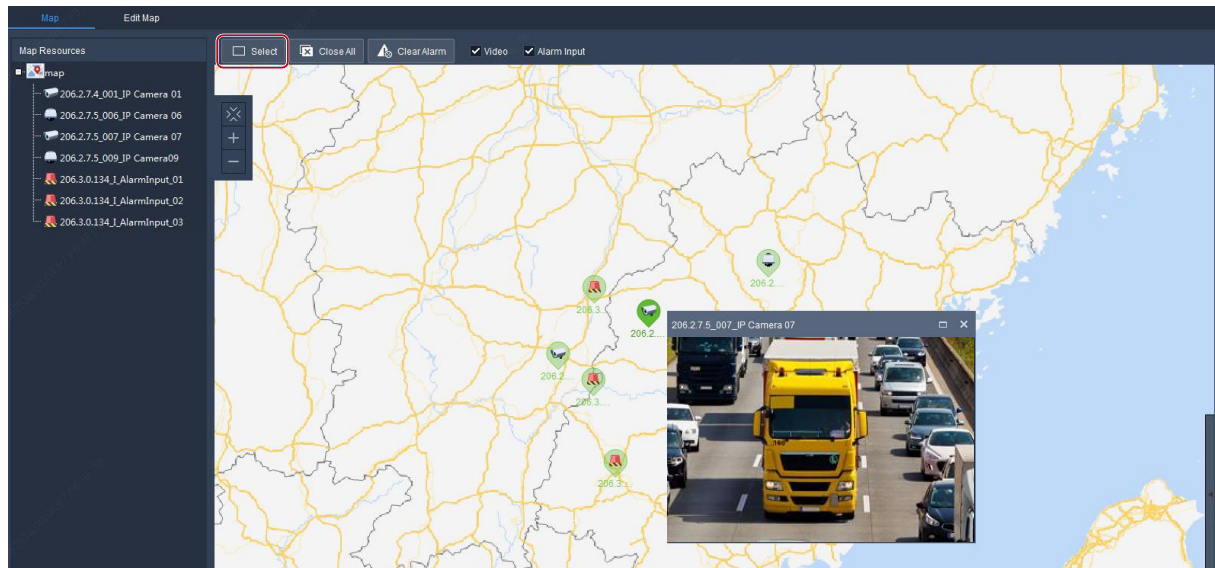 Map Edit Map
Map Resources
Select Close All Clear Alarm Video Alarm Input
map
206.2.7.4_001_IP Camera 01
206.2.7.5_006_IP Camera 06
206.2.7.5_007_IP Camera 07
206.2.7.5_009_IP Camera09
206.3.0.134_I_AlarmInput_01
206.3.0.134_I_AlarmInput_02
206.3.0.134_I_AlarmInput_03
206.2....
206.3....
206.2....
206.2.7.5_007_IP Camera 07
206.2....
206.3....
206.3....